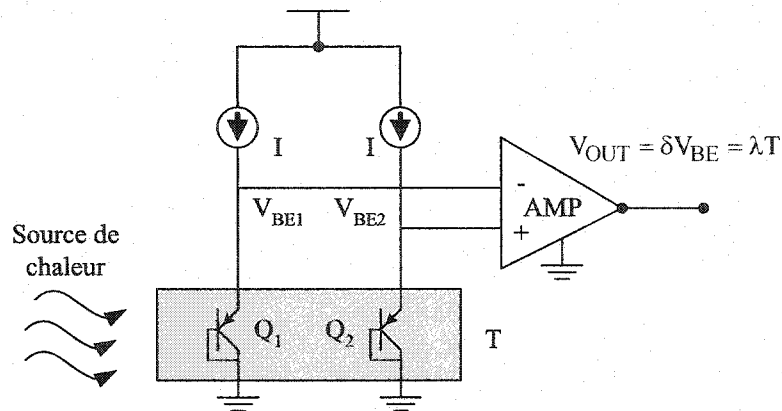 I
I
V_OUT = δV_BE = λT
-
AMP
+
V_BE1
V_BE2
Source de
chaleur
Q_1
Q_2
T